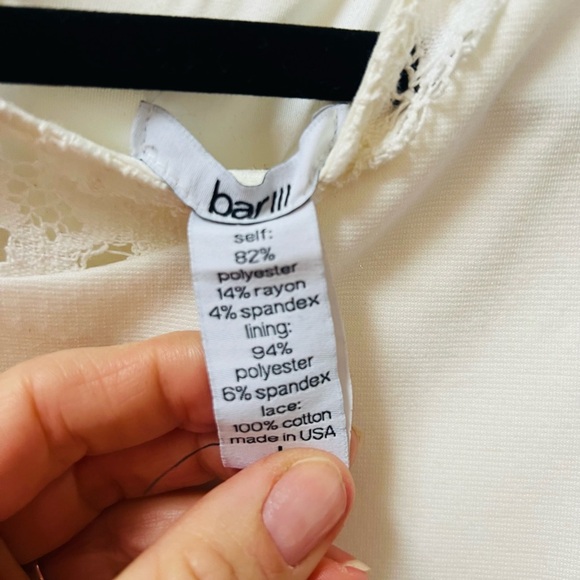 bar III
self:
82%
polyester
14% rayon
4% spandex
lining:
94%
polyester
6% spandex
lace:
100% cotton
made in USA